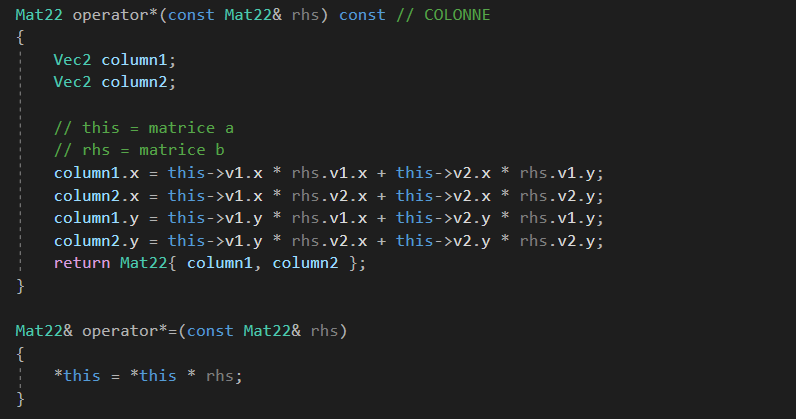 Mat22 operator*(const Mat22& rhs) const // COLONNE
{
    Vec2 column1;
    Vec2 column2;

    // this = matrice a
    // rhs = matrice b
    column1.x = this->v1.x * rhs.v1.x + this->v2.x * rhs.v1.y;
    column2.x = this->v1.x * rhs.v2.x + this->v2.x * rhs.v2.y;
    column1.y = this->v1.y * rhs.v1.x + this->v2.y * rhs.v1.y;
    column2.y = this->v1.y * rhs.v2.x + this->v2.y * rhs.v2.y;
    return Mat22{ column1, column2 };
}

Mat22& operator*=(const Mat22& rhs)
{
    *this = *this * rhs;
}